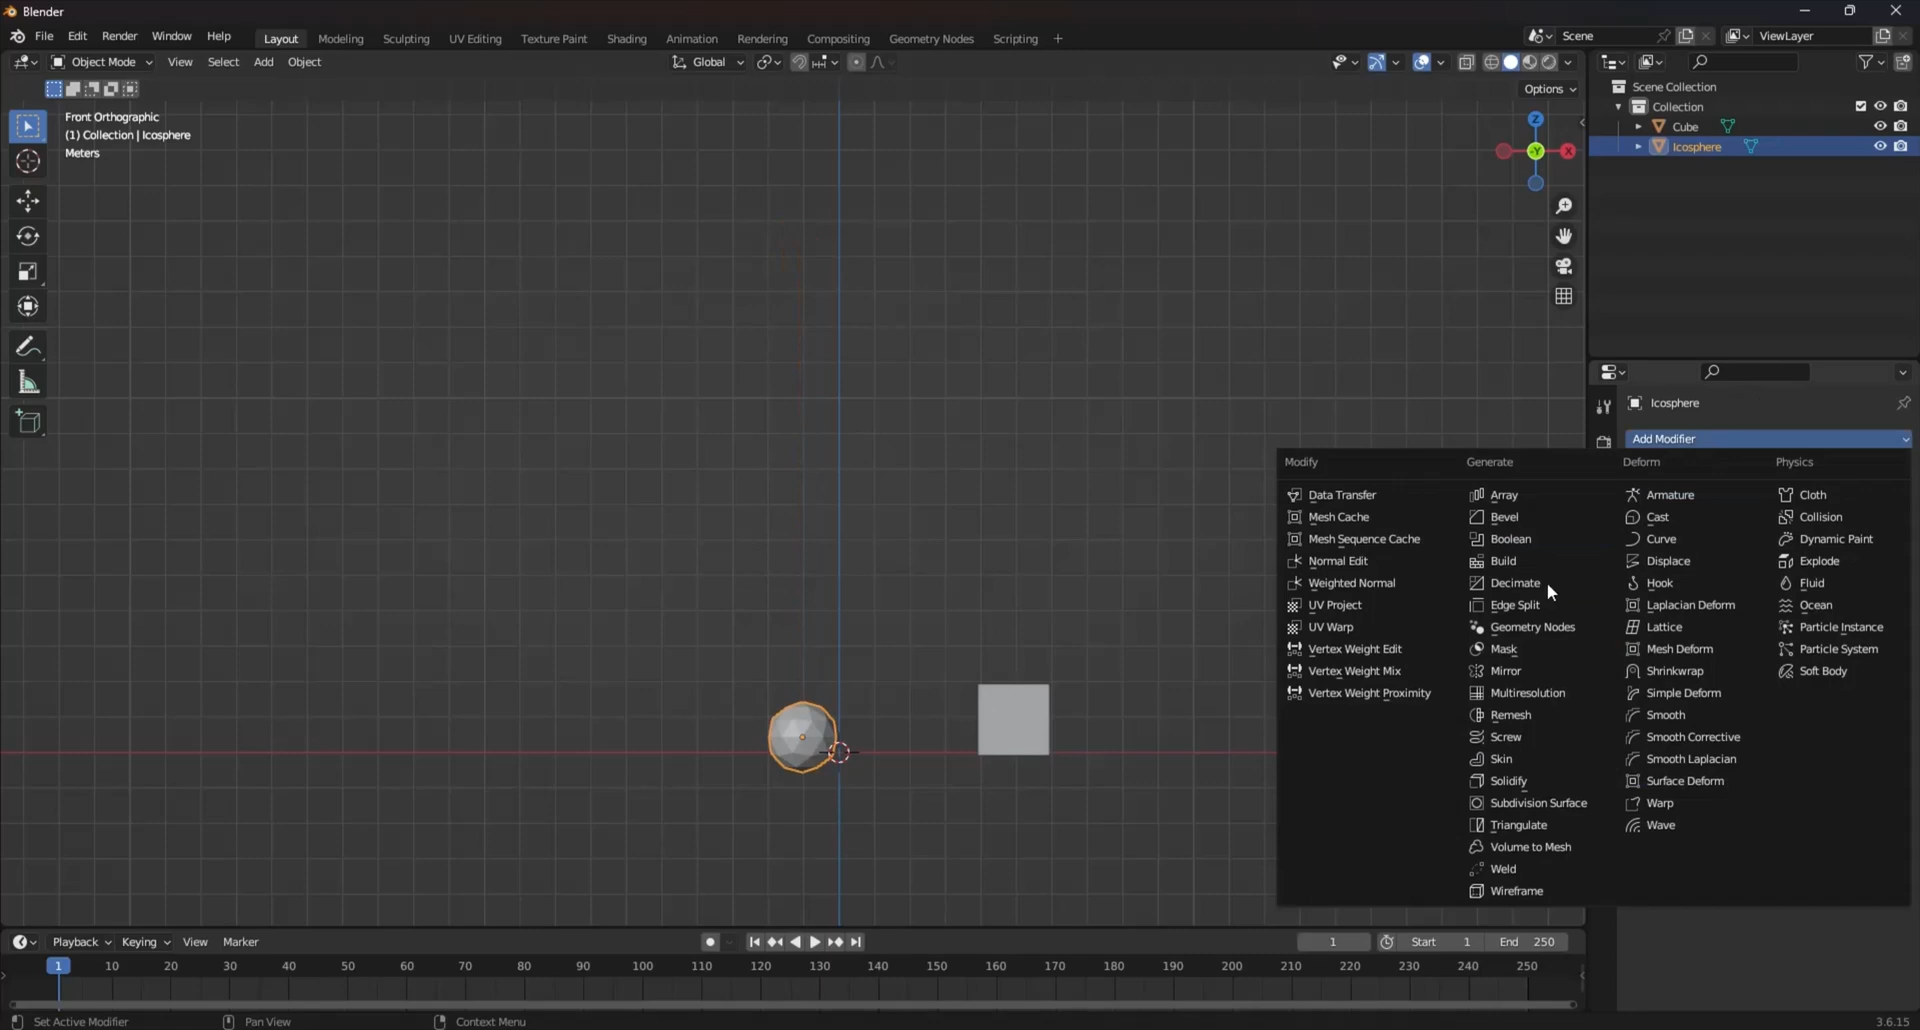 Blender
File Edit Render Window Help
Layout Modeling Sculpting UV Editing Texture Paint Shading Animation Rendering Compositing Geometry Nodes Scripting +
Scene
ViewLayer
Object Mode View Select Add Object
Global
Options
Front Orthographic
(1) Collection | Icosphere
Meters
Z
-Y
X
Scene Collection
Collection
Cube
Icosphere
Icosphere
Add Modifier
Modify
Data Transfer
Mesh Cache
Mesh Sequence Cache
Normal Edit
Weighted Normal
UV Project
UV Warp
Vertex Weight Edit
Vertex Weight Mix
Vertex Weight Proximity
Generate
Array
Bevel
Boolean
Build
Decimate
Edge Split
Geometry Nodes
Mask
Mirror
Multiresolution
Remesh
Screw
Skin
Solidify
Subdivision Surface
Triangulate
Volume to Mesh
Weld
Wireframe
Deform
Armature
Cast
Curve
Displace
Hook
Laplacian Deform
Lattice
Mesh Deform
Shrinkwrap
Simple Deform
Smooth
Smooth Corrective
Smooth Laplacian
Surface Deform
Warp
Wave
Physics
Cloth
Collision
Dynamic Paint
Explode
Fluid
Ocean
Particle Instance
Particle System
Soft Body
Playback Keying View Marker
1
Start 1
End 250
1 10 20 30 40 50 60 70 80 90 100 110 120 130 140 150 160 170 180 190 200 210 220 230 240 250
Set Active Modifier
Pan View
Context Menu
3.6.15